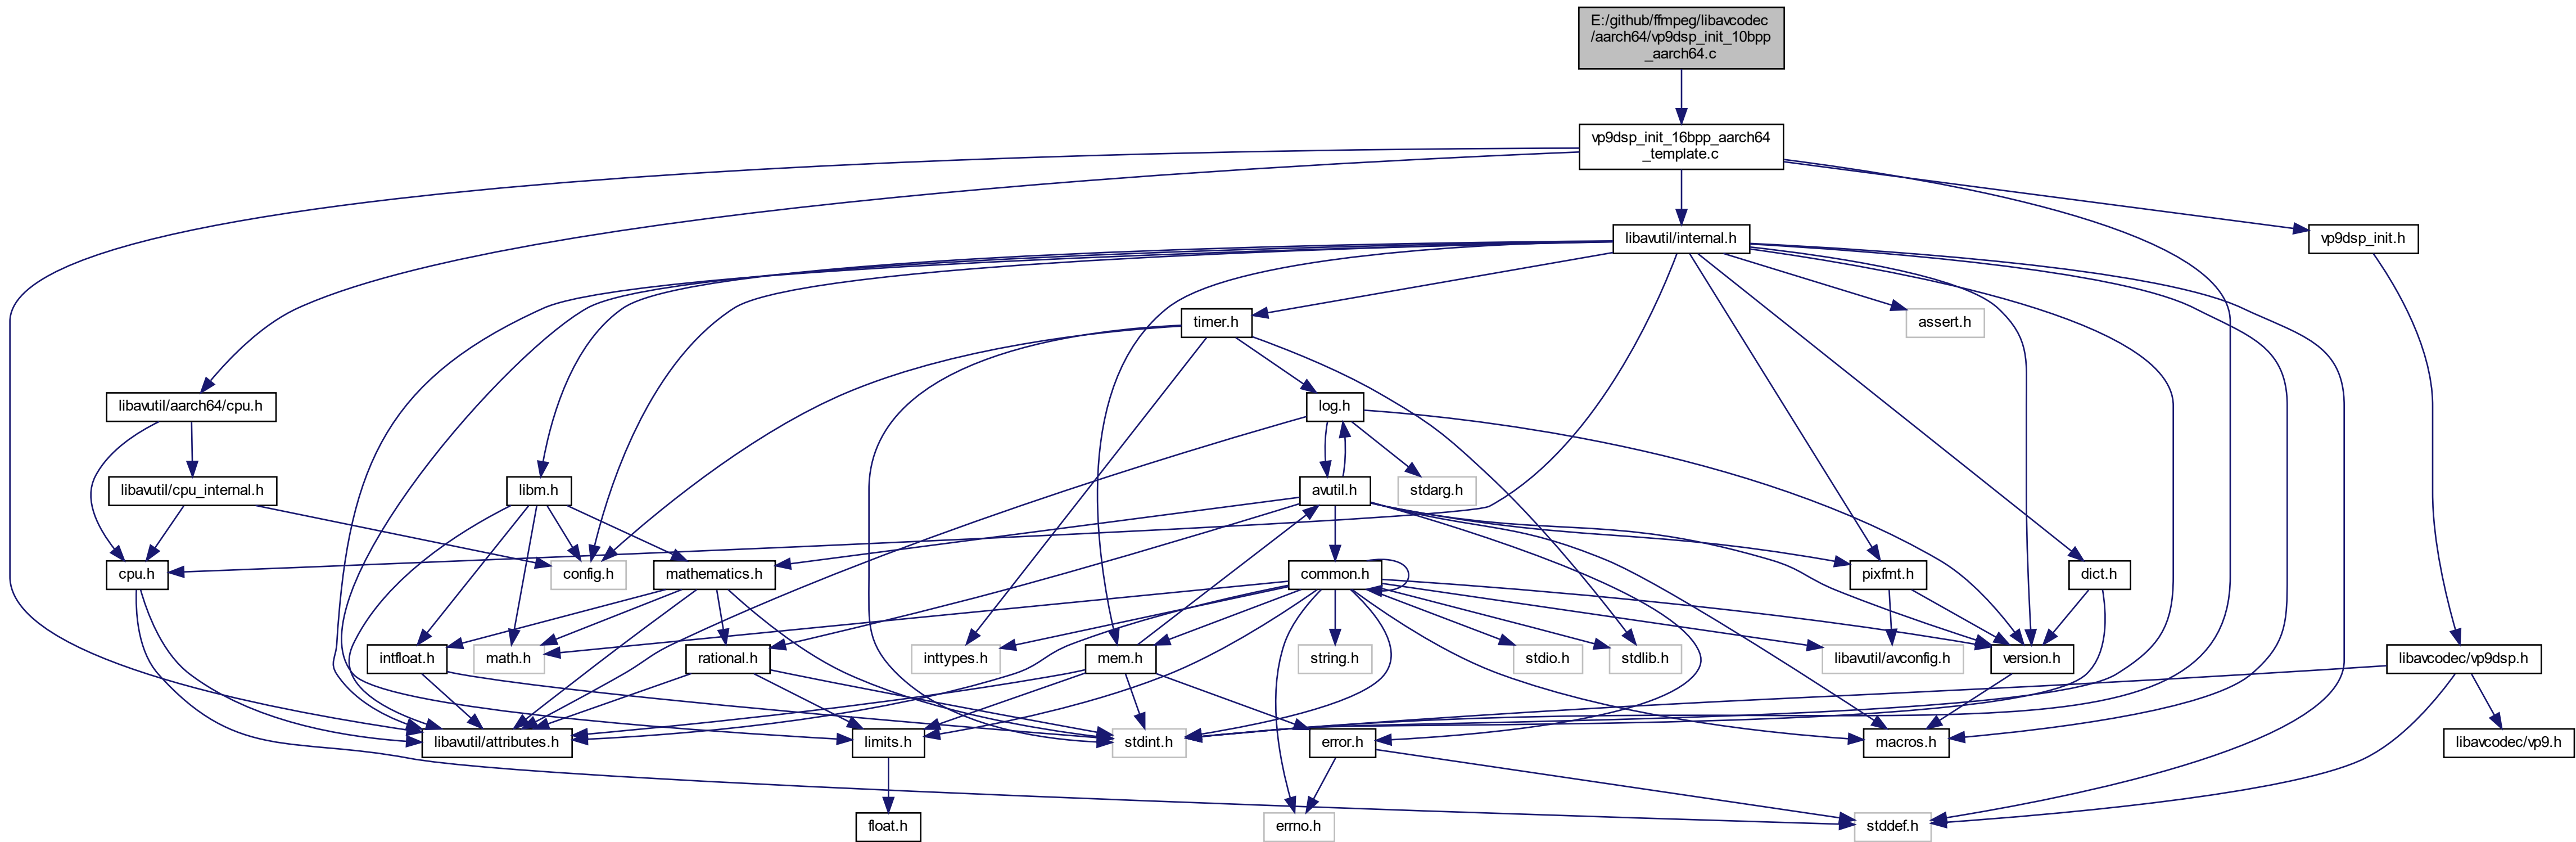 E:/github/ffmpeg/libavcodec
/aarch64/vp9dsp_init_10bpp
_aarch64.c
vp9dsp_init_16bpp_aarch64
_template.c
libavutil/internal.h
vp9dsp_init.h
timer.h
assert.h
libavutil/aarch64/cpu.h
log.h
libavutil/cpu_internal.h
libm.h
avutil.h
stdarg.h
cpu.h
config.h
mathematics.h
common.h
pixfmt.h
dict.h
intfloat.h
math.h
rational.h
inttypes.h
mem.h
string.h
stdio.h
stdlib.h
libavutil/avconfig.h
version.h
libavcodec/vp9dsp.h
libavutil/attributes.h
limits.h
stdint.h
error.h
macros.h
libavcodec/vp9.h
float.h
errno.h
stddef.h